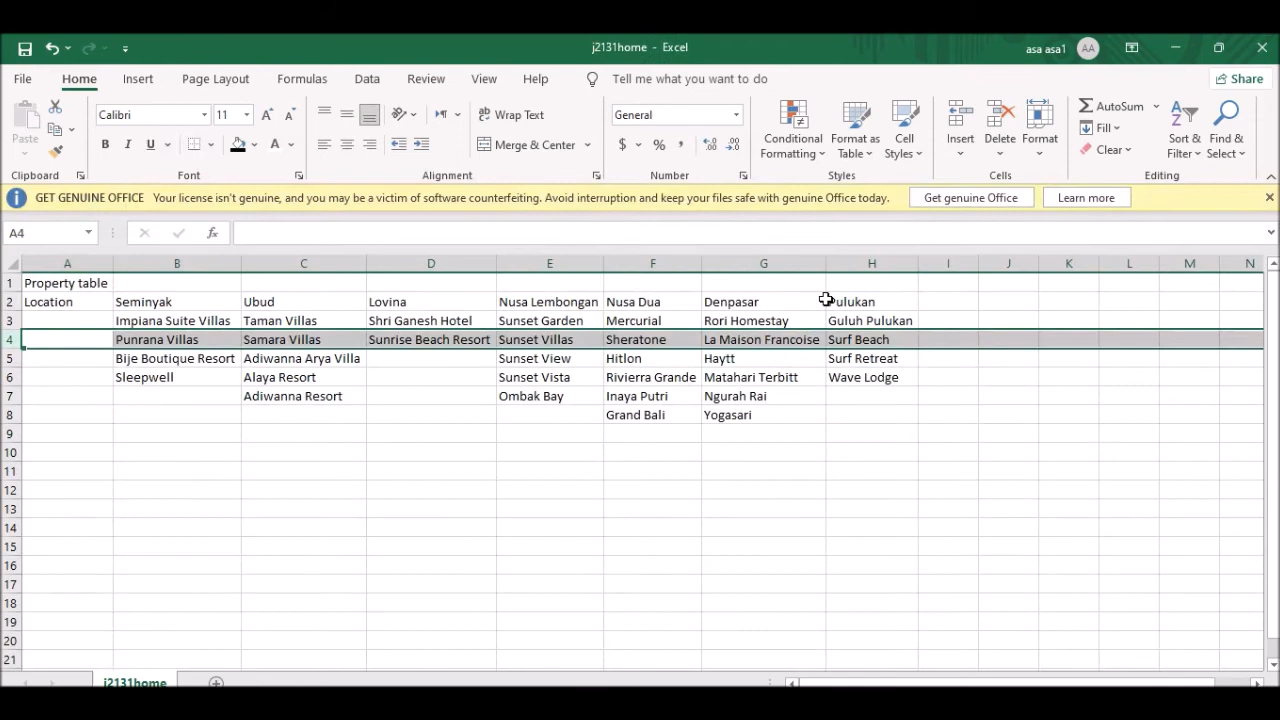 j2131home - Excel
asa asa1 AA
File Home Insert Page Layout Formulas Data Review View Help Tell me what you want to do Share
Paste Calibri 11 Wrap Text General Conditional Formatting Format as Table Cell Styles Insert Delete Format AutoSum Sort & Filter Find & Select
B I U A Merge & Center $ % Fill Clear
Clipboard Font Alignment Number Styles Cells Editing
GET GENUINE OFFICE Your license isn't genuine, and you may be a victim of software counterfeiting. Avoid interruption and keep your files safe with genuine Office today. Get genuine Office Learn more
A4 fx
A B C D E F G H I J K L M N
1 Property table
2 Location Seminyak Ubud Lovina Nusa Lembongan Nusa Dua Denpasar Pulukan
3 Impiana Suite Villas Taman Villas Shri Ganesh Hotel Sunset Garden Mercurial Rori Homestay Guluh Pulukan
4 Punrana Villas Samara Villas Sunrise Beach Resort Sunset Villas Sheratone La Maison Francoise Surf Beach
5 Bije Boutique Resort Adiwanna Arya Villa Sunset View Hitlon Haytt Surf Retreat
6 Sleepwell Alaya Resort Sunset Vista Rivierra Grande Matahari Terbitt Wave Lodge
7 Adiwanna Resort Ombak Bay Inaya Putri Ngurah Rai
8 Grand Bali Yogasari
9
10
11
12
13
14
15
16
17
18
19
20
21
j2131home